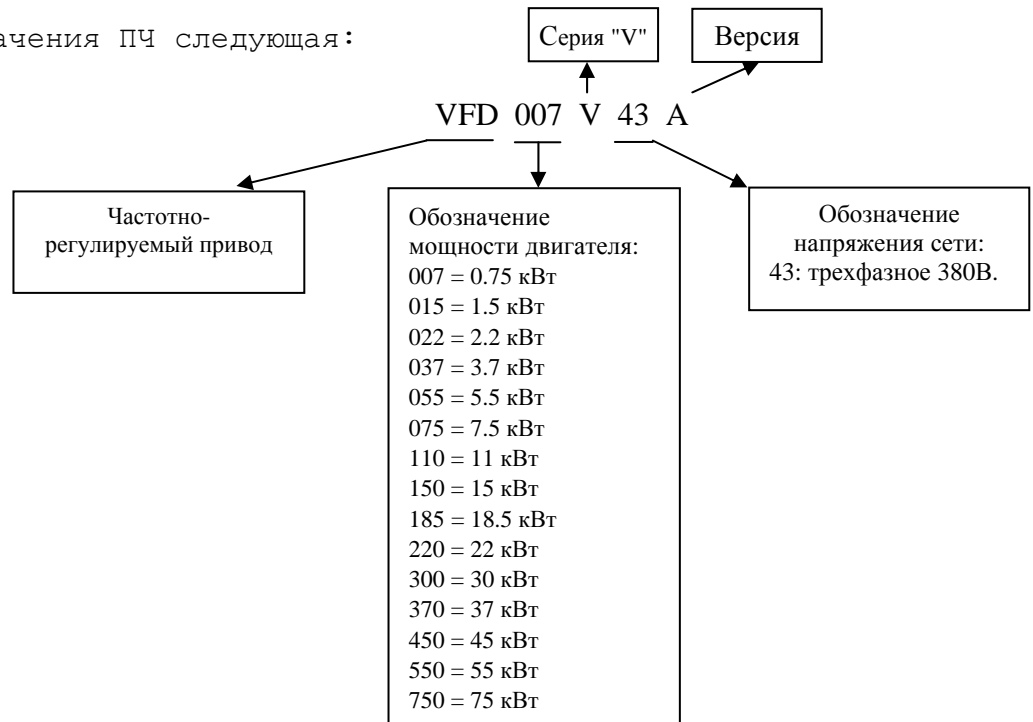 ачения ПЧ следующая:
Серия "V"
Версия
VFD 007 V 43 A
Частотно-
регулируемый привод
Обозначение
мощности двигателя:
007 = 0.75 кВт
015 = 1.5 кВт
022 = 2.2 кВт
037 = 3.7 кВт
055 = 5.5 кВт
075 = 7.5 кВт
110 = 11 кВт
150 = 15 кВт
185 = 18.5 кВт
220 = 22 кВт
300 = 30 кВт
370 = 37 кВт
450 = 45 кВт
550 = 55 кВт
750 = 75 кВт
Обозначение
напряжения сети:
43: трехфазное 380В.